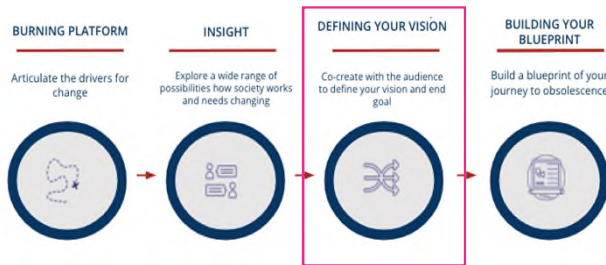 BURNING PLATFORM
Articulate the drivers for
change
INSIGHT
Explore a wide range of
possibilities how society works
and needs changing
DEFINING YOUR VISION
Co-create with the audience
to define your vision and end
goal
BUILDING YOUR
BLUEPRINT
Build a blueprint of your
journey to obsolescence